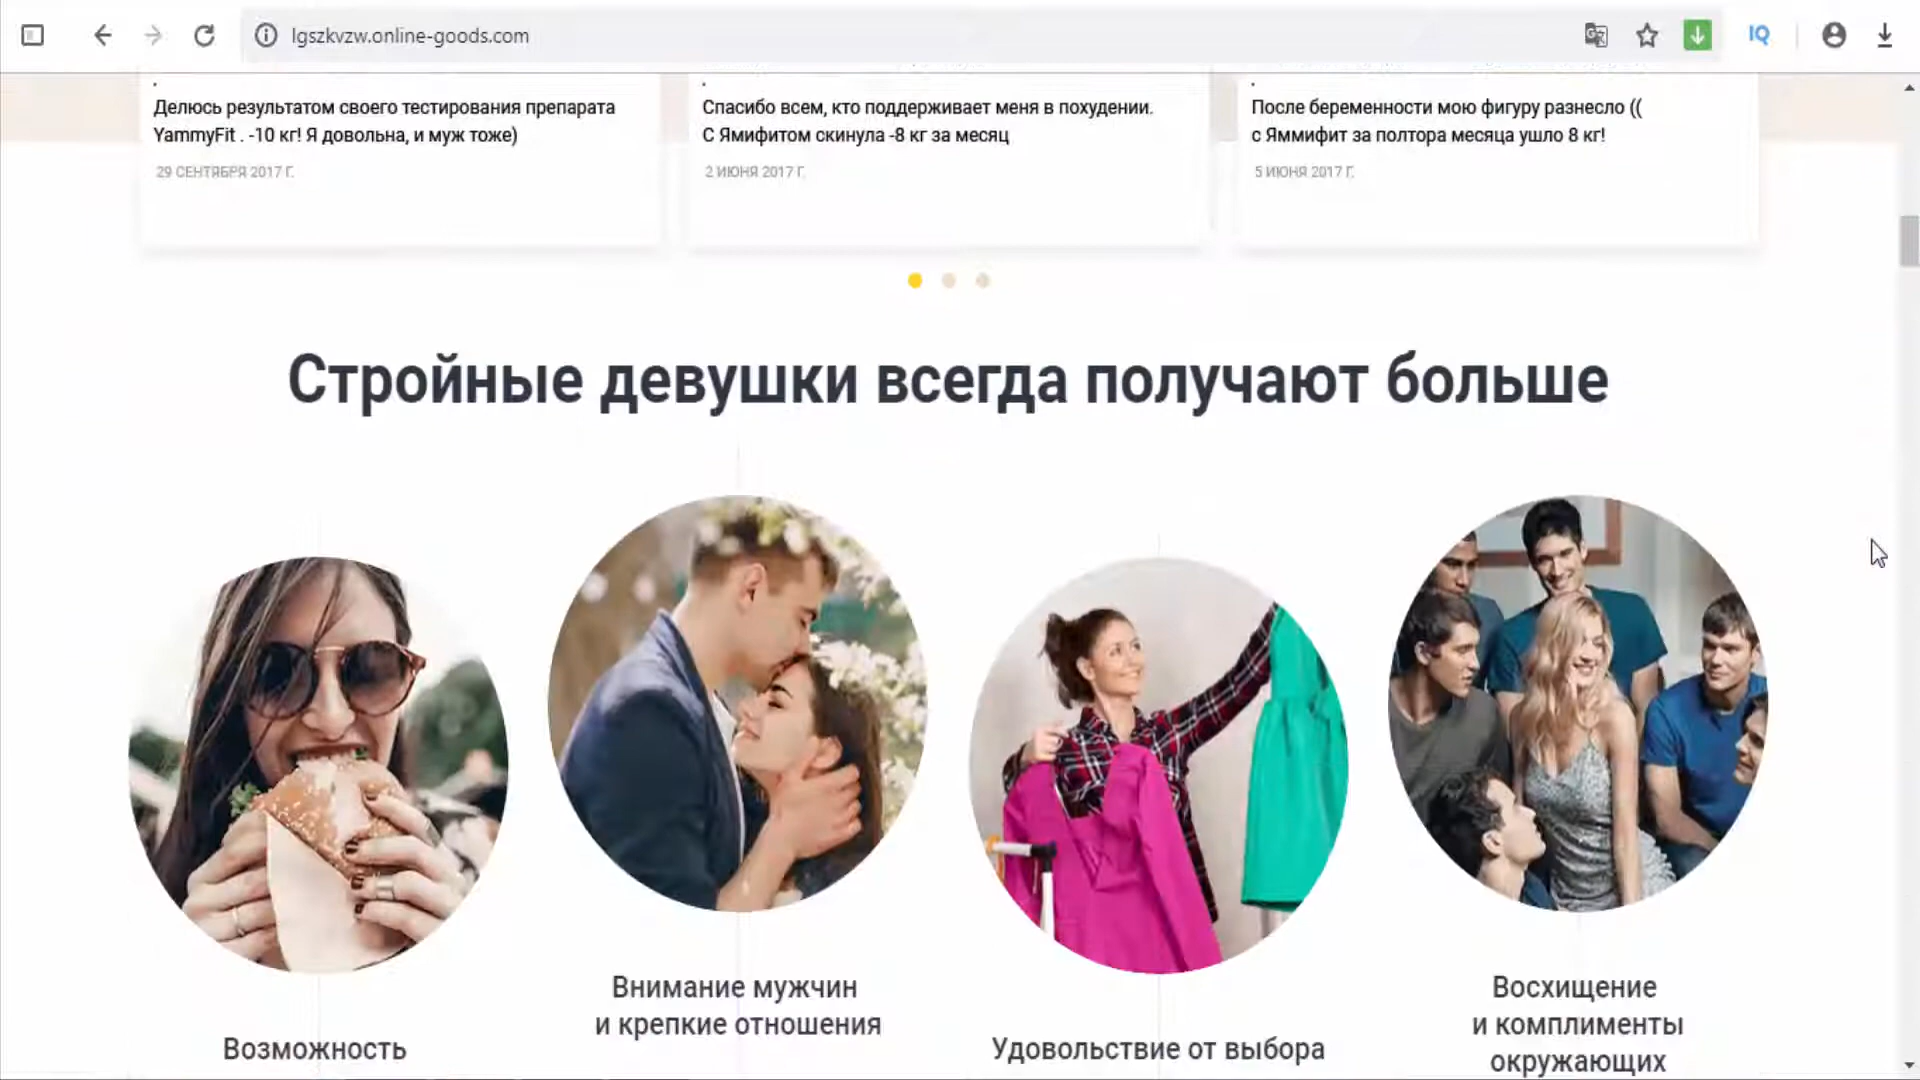 lgszkvzw.online-goods.com
IQ
Делюсь результатом своего тестирования препарата
YammyFit . -10 кг! Я довольна, и муж тоже)
29 СЕНТЯБРЯ 2017 Г.
Спасибо всем, кто поддерживает меня в похудении.
С Ямифитом скинула -8 кг за месяц
2 ИЮНЯ 2017 Г.
После беременности мою фигуру разнесло ((
с Яммифит за полтора месяца ушло 8 кг!
5 ИЮНЯ 2017 Г.
Стройные девушки всегда получают больше
Возможность
Внимание мужчин
и крепкие отношения
Удовольствие от выбора
Восхищение
и комплименты
окружающих